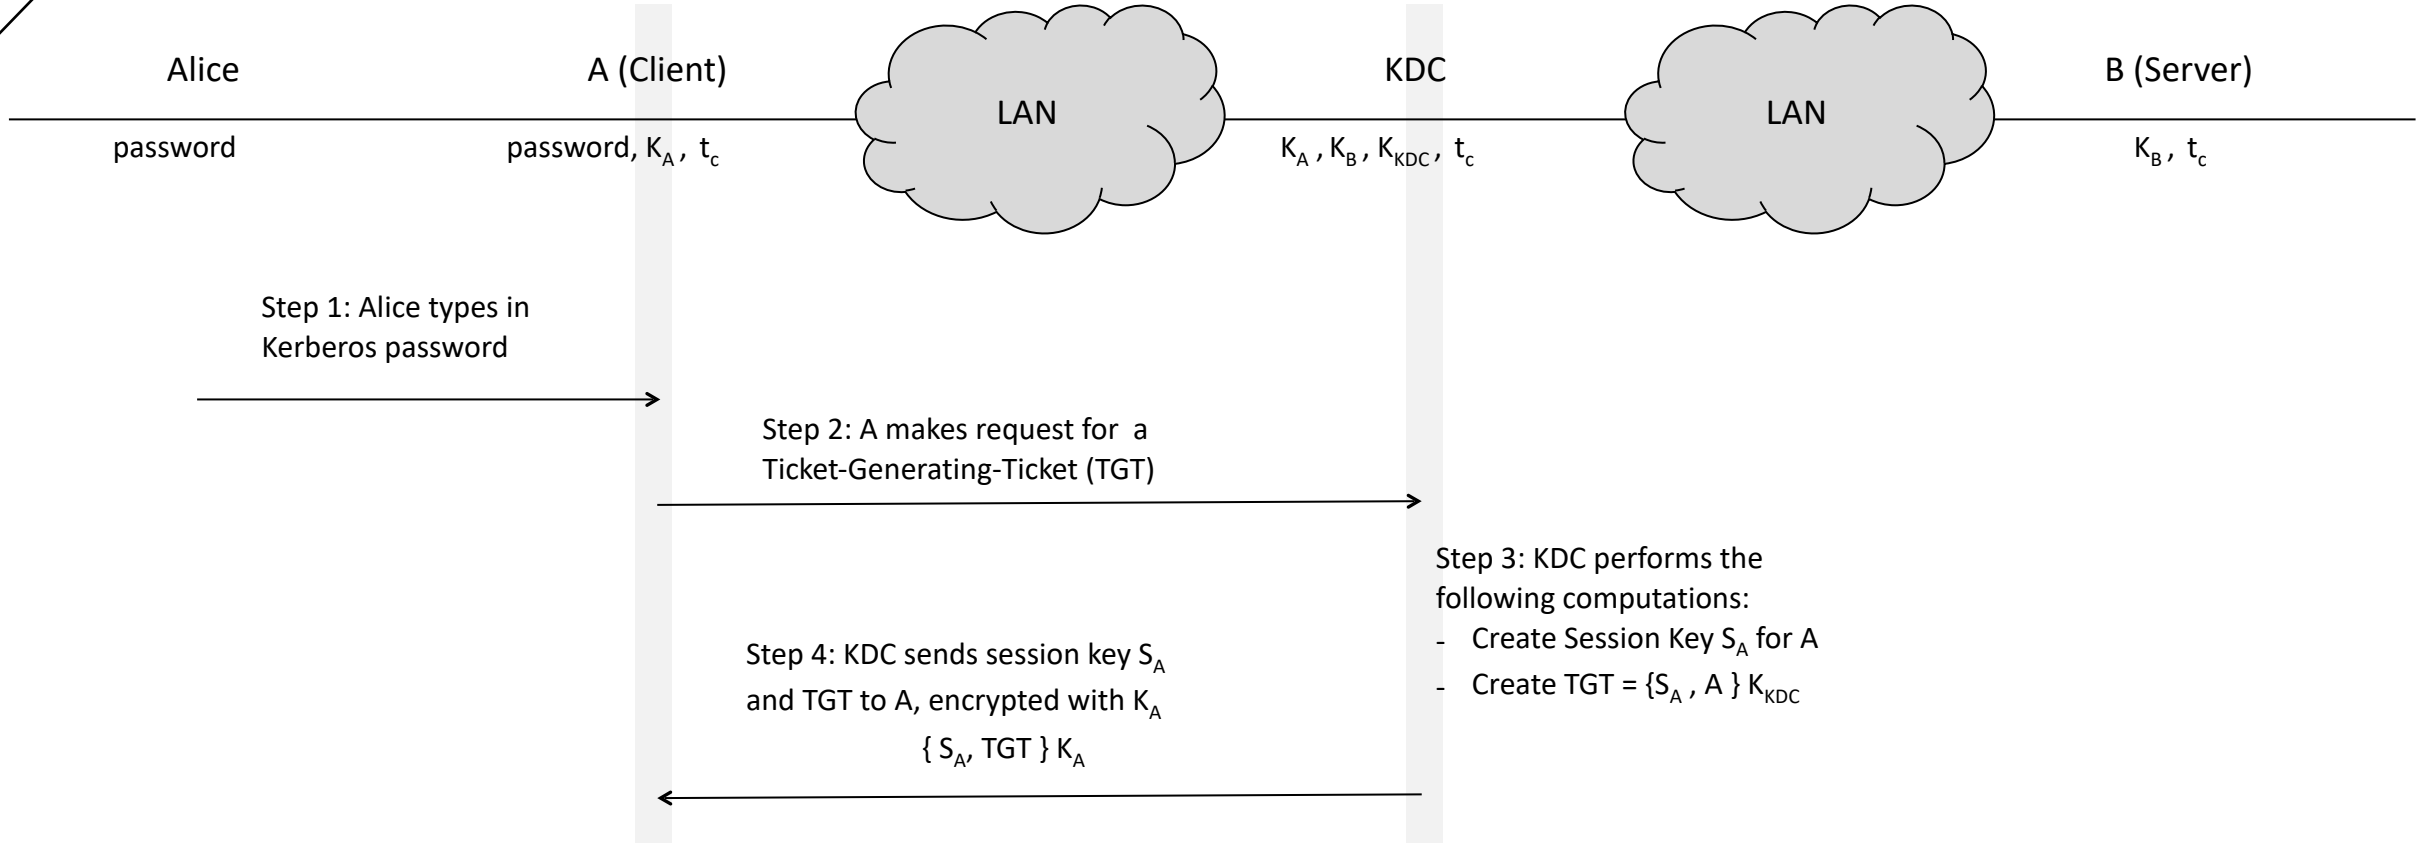 Alice
A (Client)
LAN
KDC
LAN
B (Server)
password
password, K_A , t_c
K_A , K_B , K_KDC , t_c
K_B , t_c
Step 1: Alice types in
Kerberos password
Step 2: A makes request for a
Ticket-Generating-Ticket (TGT)
Step 3: KDC performs the
following computations:
- Create Session Key S_A for A
- Create TGT = {S_A , A } K_KDC
Step 4: KDC sends session key S_A
and TGT to A, encrypted with K_A
{ S_A, TGT } K_A